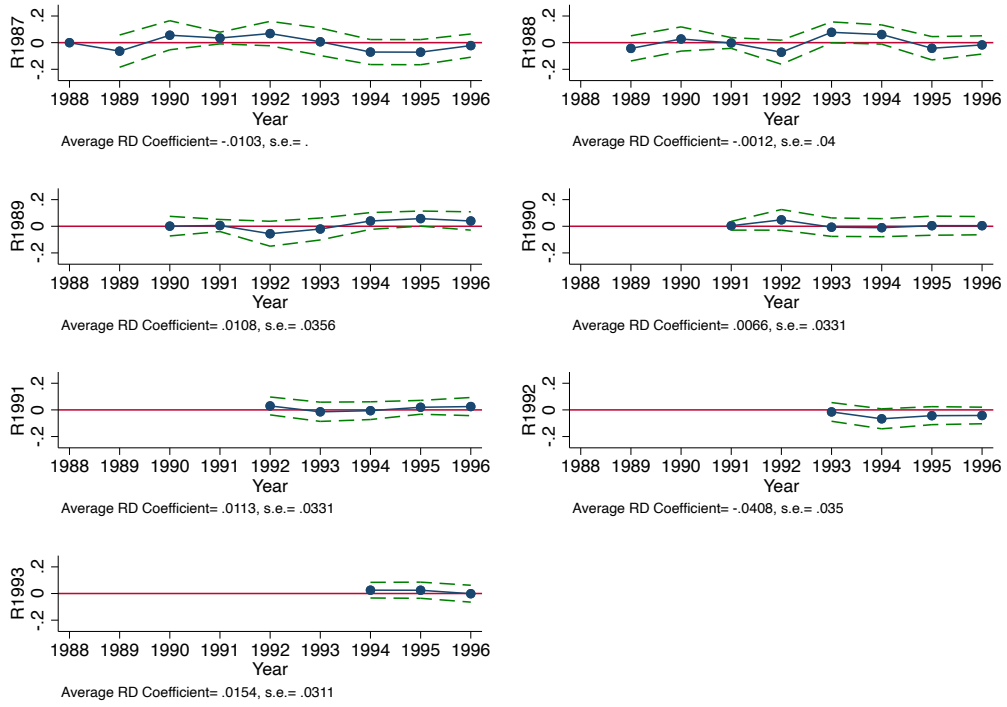 R1987
.2
0
-.2
1988 1989 1990 1991 1992 1993 1994 1995 1996
Year
Average RD Coefficient= -.0103, s.e.= .
R1988
.2
0
-.2
1988 1989 1990 1991 1992 1993 1994 1995 1996
Year
Average RD Coefficient= -.0012, s.e.= .04
R1989
.2
0
-.2
1988 1989 1990 1991 1992 1993 1994 1995 1996
Year
Average RD Coefficient= .0108, s.e.= .0356
R1990
.2
0
-.2
1988 1989 1990 1991 1992 1993 1994 1995 1996
Year
Average RD Coefficient= .0066, s.e.= .0331
R1991
.2
0
-.2
1988 1989 1990 1991 1992 1993 1994 1995 1996
Year
Average RD Coefficient= .0113, s.e.= .0331
R1992
.2
0
-.2
1988 1989 1990 1991 1992 1993 1994 1995 1996
Year
Average RD Coefficient= -.0408, s.e.= .035
R1993
.2
0
-.2
1988 1989 1990 1991 1992 1993 1994 1995 1996
Year
Average RD Coefficient= .0154, s.e.= .0311